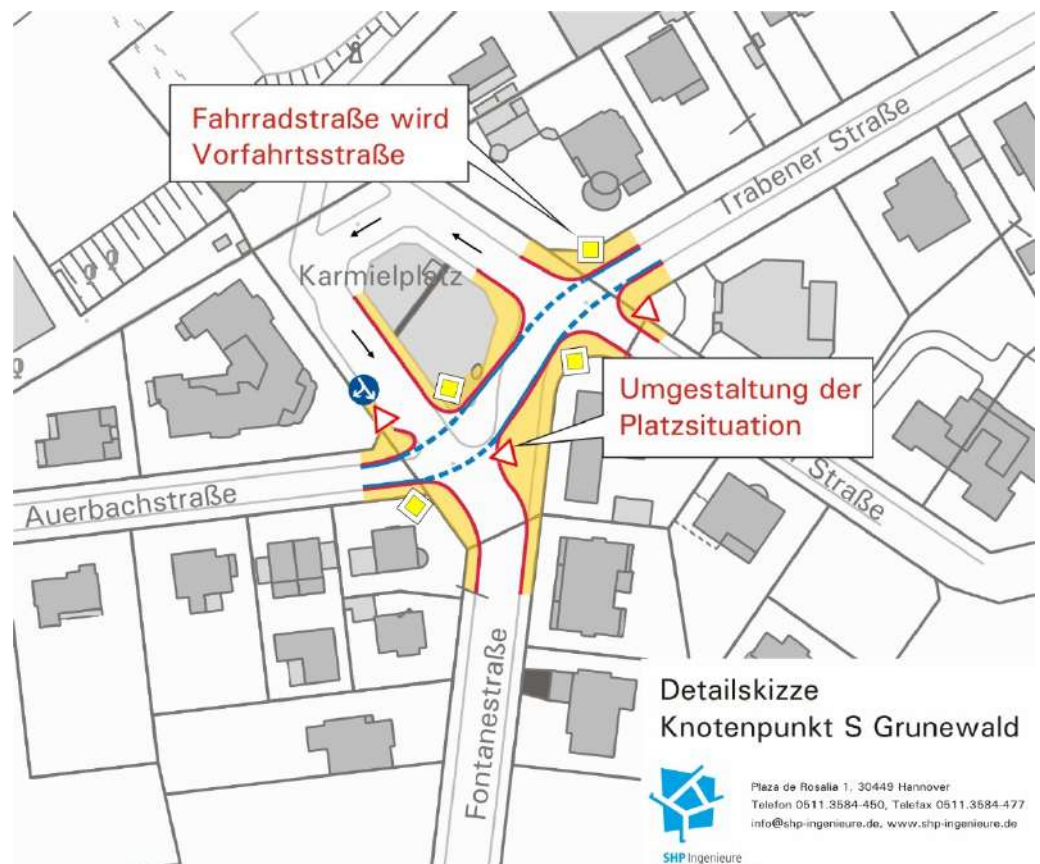 Fahrradstraße wird
Vorfahrtsstraße
Trabener Straße
Karmielplatz
Umgestaltung der
Platzsituation
Straße
Auerbachstraße
Fontanestraße
Detailskizze
Knotenpunkt S Grunewald
Plaza de Rosalia 1, 30449 Hannover
Telefon 0511.3584-450, Telefax 0511.3584-477
info@shp-ingenieure.de, www.shp-ingenieure.de
SHP Ingenieure